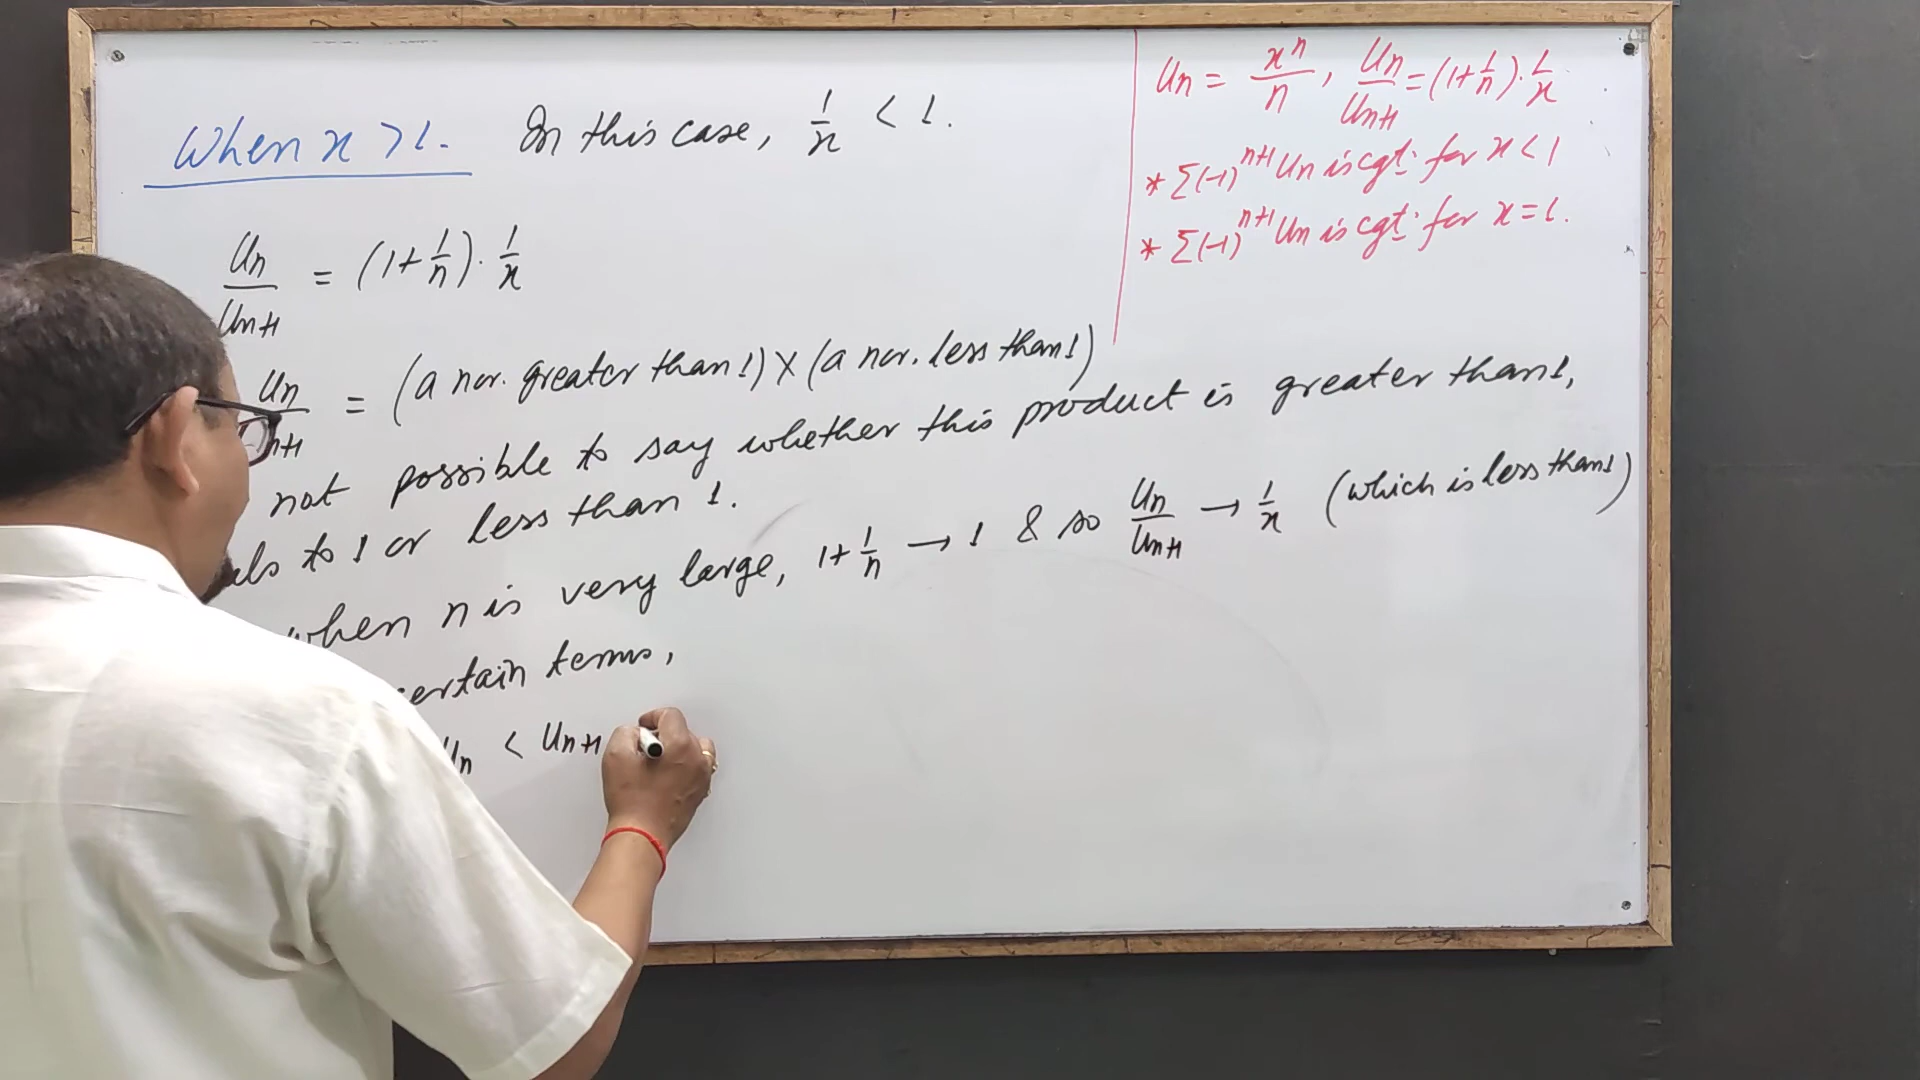 When x > 1. In this case, 1/x < 1.
Un/Un+1 = (1+1/n) . 1/x
Un/n+1 = (a nor. greater than 1) X (a nor. less than 1)
not possible to say whether this product is greater than 1,
to 1 or less than 1.
when n is very large, 1+1/n → 1 & so Un/Un+1 → 1/x (which is less than 1)
certain terms,
Un < Un+1
Un = xⁿ/n , Un/Un+1 = (1+1/n) . 1/x
* Σ(-1)ⁿ⁺¹ Un is cgt. for x < 1
* Σ(-1)ⁿ⁺¹ Un is cgt. for x = 1.